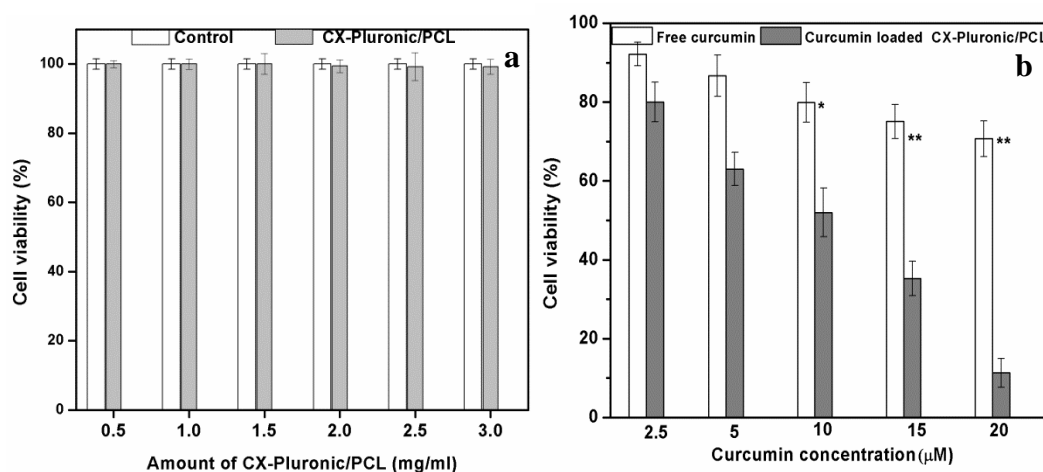 Control CX-Pluronic/PCL
a
100
80
60
40
20
0
Cell viability (%)
0.5 1.0 1.5 2.0 2.5 3.0
Amount of CX-Pluronic/PCL (mg/ml)
Free curcumin Curcumin loaded CX-Pluronic/PCL
b
100
80
60
40
20
0
Cell viability (%)
* ** **
2.5 5 10 15 20
Curcumin concentration (μM)